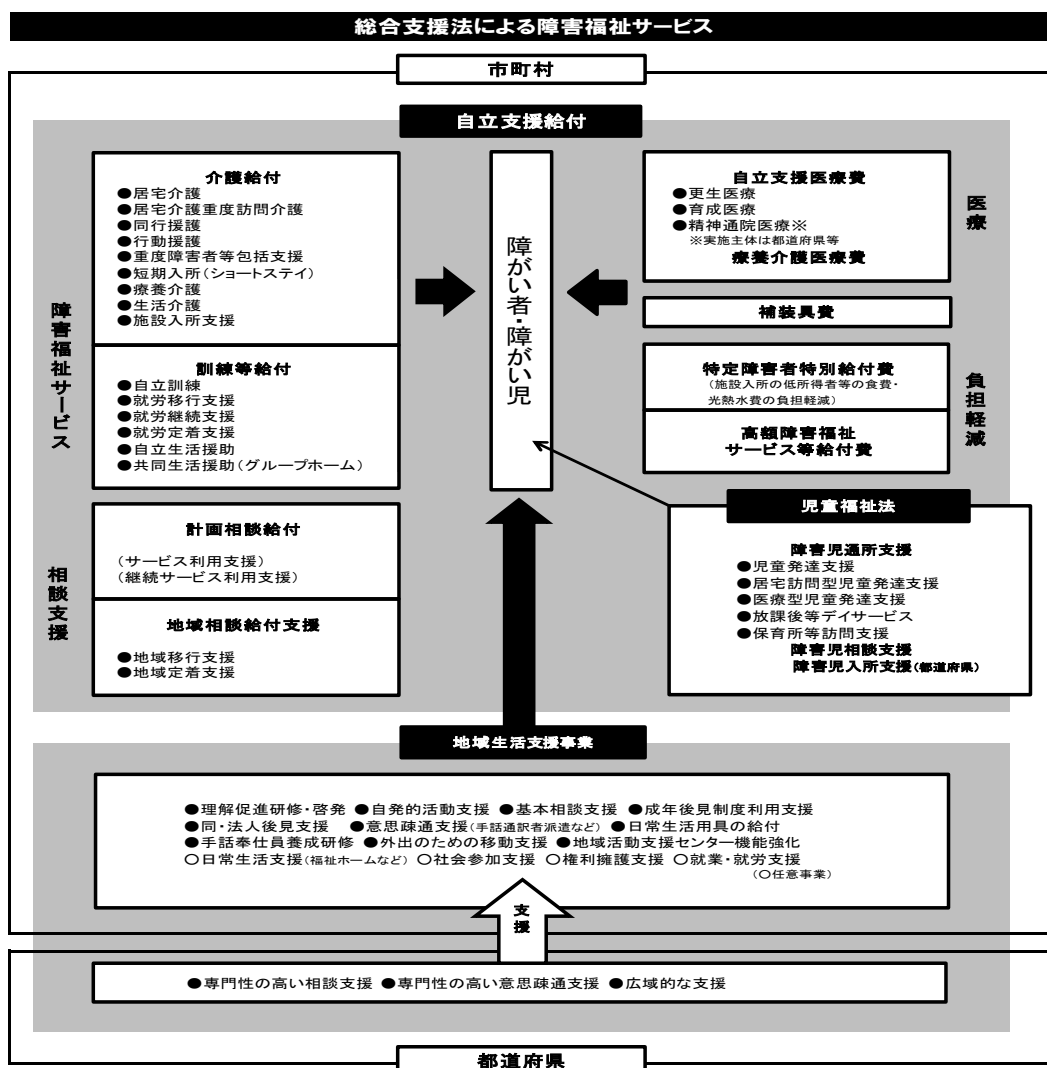 総合支援法による障害福祉サービス
市町村
自立支援給付
障害福祉サービス
介護給付
●居宅介護
●居宅介護重度訪問介護
●同行援護
●行動援護
●重度障害者等包括支援
●短期入所(ショートステイ)
●療養介護
●生活介護
●施設入所支援
訓練等給付
●自立訓練
●就労移行支援
●就労継続支援
●就労定着支援
●自立生活援助
●共同生活援助(グループホーム)
相談支援
計画相談給付
(サービス利用支援)
(継続サービス利用支援)
地域相談給付支援
●地域移行支援
●地域定着支援
障がい者・障がい児
医療
自立支援医療費
●更生医療
●育成医療
●精神通院医療※
※実施主体は都道府県等
療養介護医療費
補装具費
負担軽減
特定障害者特別給付費
(施設入所の低所得者等の食費・
光熱水費の負担軽減)
高額障害福祉
サービス等給付費
児童福祉法
障害児通所支援
●児童発達支援
●居宅訪問型児童発達支援
●医療型児童発達支援
●放課後等デイサービス
●保育所等訪問支援
障害児相談支援
障害児入所支援(都道府県)
地域生活支援事業
●理解促進研修・啓発 ●自発的活動支援 ●基本相談支援 ●成年後見制度利用支援
●同・法人後見支援 ●意思疎通支援(手話通訳者派遣など) ●日常生活用具の給付
●手話奉仕員養成研修 ●外出のための移動支援 ●地域活動支援センター機能強化
○日常生活支援(福祉ホームなど) ○社会参加支援 ○権利擁護支援 ○就業・就労支援
(○任意事業)
支援
●専門性の高い相談支援 ●専門性の高い意思疎通支援 ●広域的な支援
都道府県